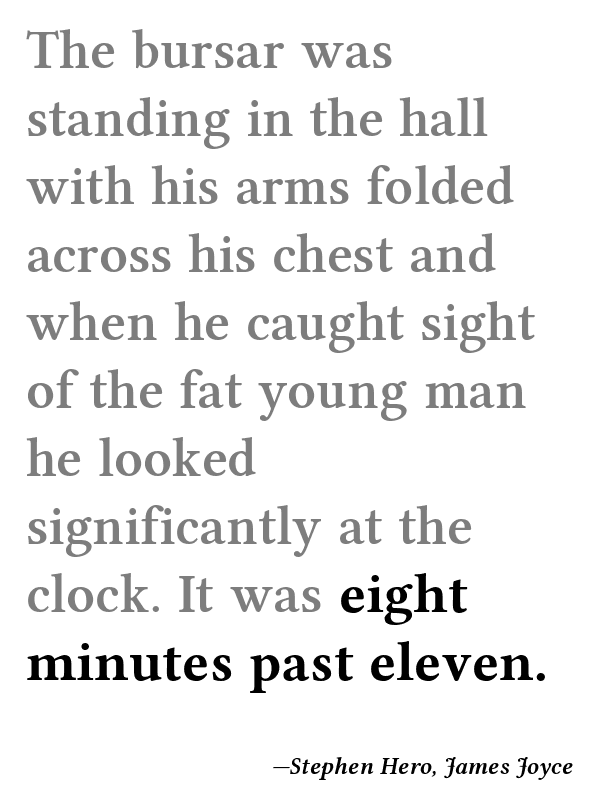 The bursar was
standing in the hall
with his arms folded
across his chest and
when he caught sight
of the fat young man
he looked
significantly at the
clock. It was eight
minutes past eleven.
—Stephen Hero, James Joyce